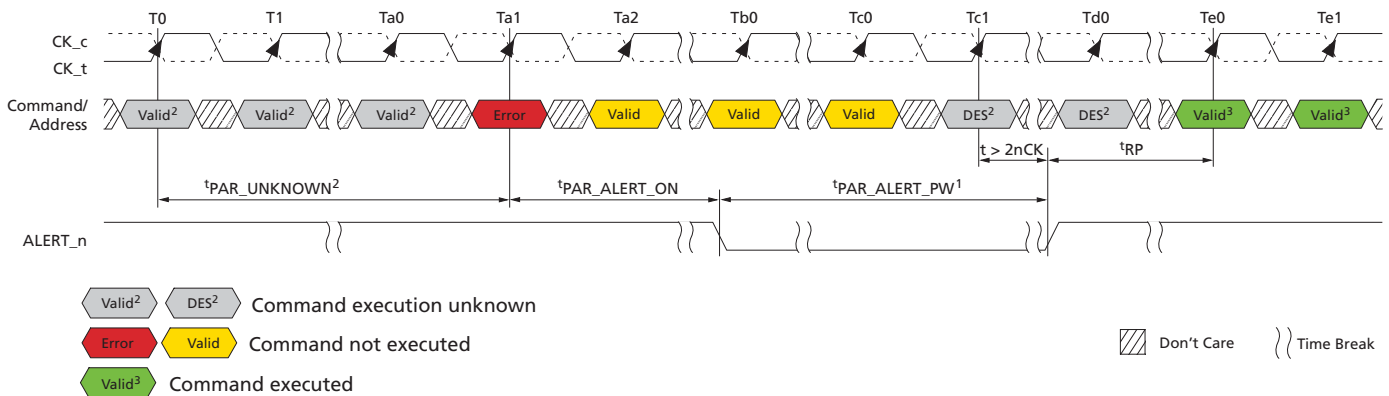 T0 T1 Ta0 Ta1 Ta2 Tb0 Tc0 Tc1 Td0 Te0 Te1
CK_c
CK_t
Command/
Address
Valid² Valid² Valid² Error Valid Valid Valid DES² DES² Valid³ Valid³
t > 2nCK ᵗRP
ᵗPAR_UNKNOWN² ᵗPAR_ALERT_ON ᵗPAR_ALERT_PW¹
ALERT_n
Valid² DES² Command execution unknown
Error Valid Command not executed
Don't Care Time Break
Valid³ Command executed